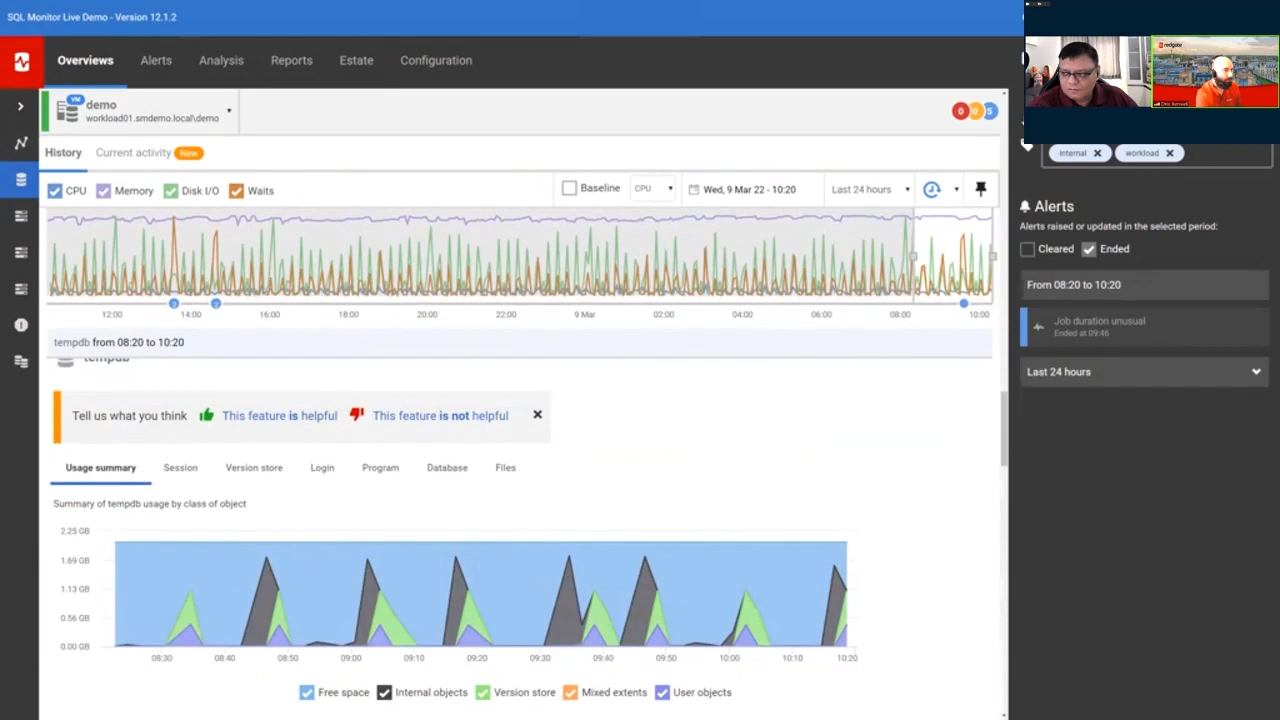 SQL Monitor Live Demo - Version 12.1.2
redgate
Overviews Alerts Analysis Reports Estate Configuration
VM demo
workload01.smdemo.local\demo
0 0 5
internal workload
History Current activity New
CPU Memory Disk I/O Waits Baseline CPU Wed, 9 Mar 22 - 10:20 Last 24 hours
Alerts
Alerts raised or updated in the selected period:
Cleared Ended
From 08:20 to 10:20
Job duration unusual
Ended at 09:46
Last 24 hours
12:00 14:00 16:00 18:00 20:00 22:00 9 Mar 02:00 04:00 06:00 08:00 10:00
tempdb from 08:20 to 10:20
tempdb
Tell us what you think This feature is helpful This feature is not helpful
Usage summary Session Version store Login Program Database Files
Summary of tempdb usage by class of object
2.25 GB
1.69 GB
1.13 GB
0.56 GB
0.00 GB
08:30 08:40 08:50 09:00 09:10 09:20 09:30 09:40 09:50 10:00 10:10 10:20
Free space Internal objects Version store Mixed extents User objects